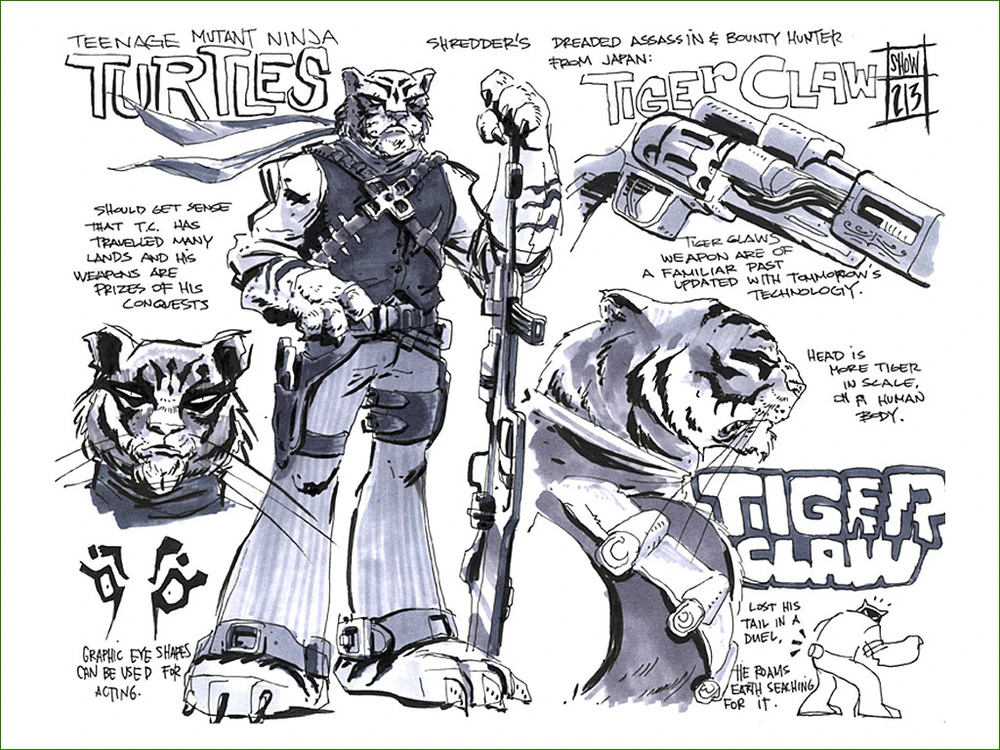 TEENAGE MUTANT NINJA
TURTLES
SHREDDER'S DREADED ASSASSIN & BOUNTY HUNTER
FROM JAPAN:
TIGER CLAW
SHOW
213
SHOULD GET SENSE
THAT T.C. HAS
TRAVELLED MANY
LANDS AND HIS
WEAPONS ARE
PRIZES OF HIS
CONQUESTS
TIGER CLAWS
WEAPON ARE OF
A FAMILIAR PAST
UPDATED WITH TOMMORROW'S
TECHNOLOGY.
HEAD IS
MORE TIGER
IN SCALE,
ON A HUMAN
BODY.
TIGER
CLAW
GRAPHIC EYE SHAPES
CAN BE USED FOR
ACTING.
LOST HIS
TAIL IN A
DUEL,
HE ROAMS
EARTH SEACHING
FOR IT.